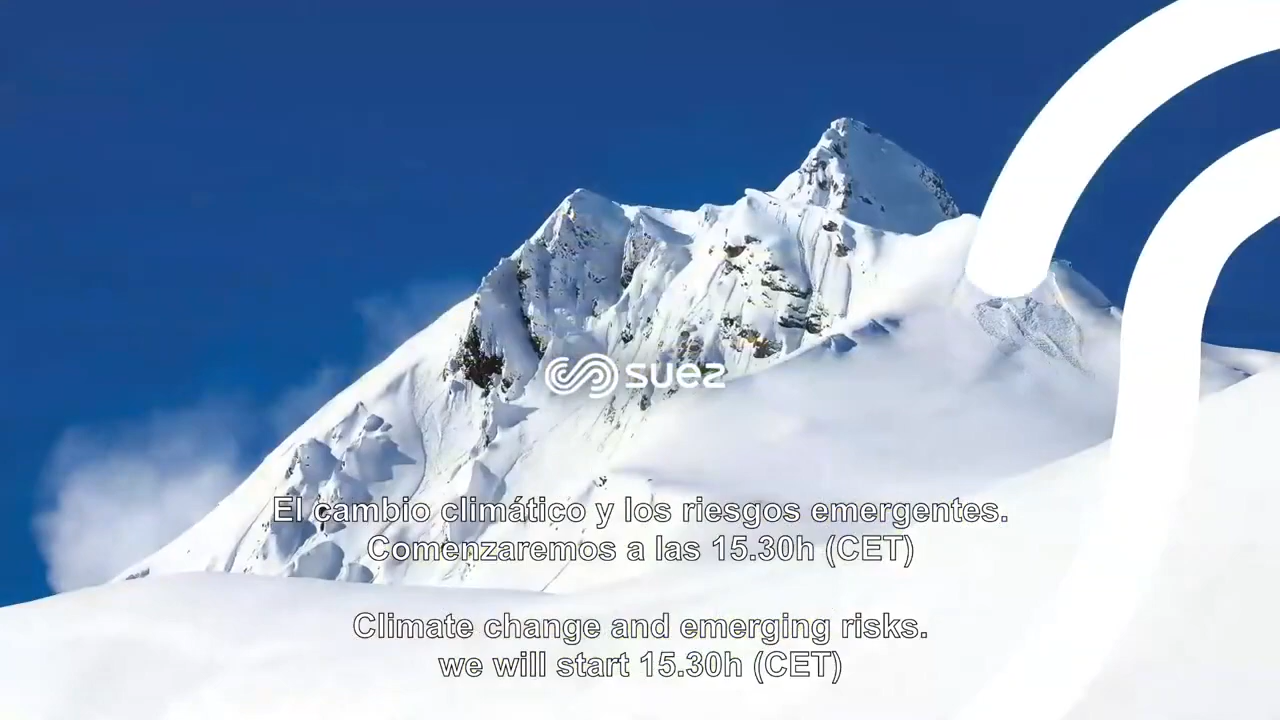 suez
El cambio climático y los riesgos emergentes.
Comenzaremos a las 15.30h (CET)
Climate change and emerging risks.
we will start 15.30h (CET)